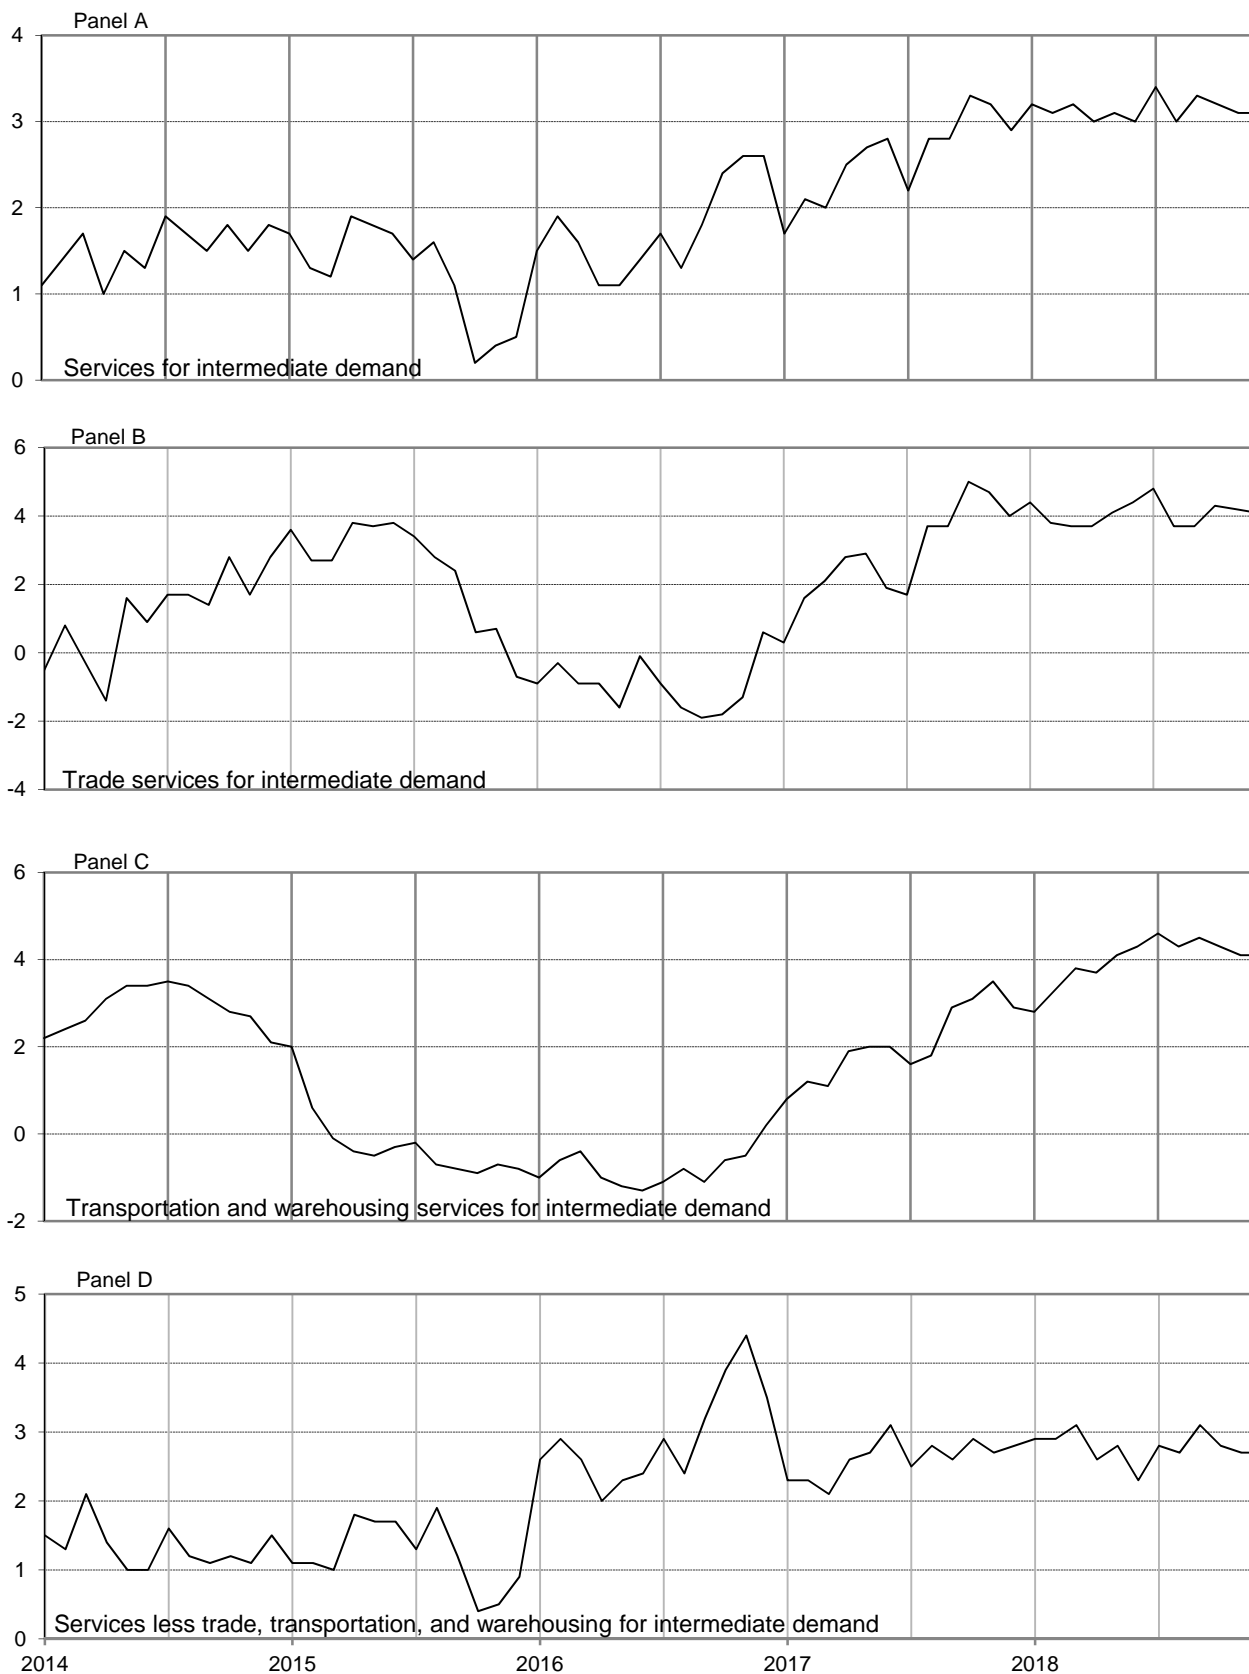 Panel A
4
3
2
1
0
Services for intermediate demand
Panel B
6
4
2
0
-2
-4
Trade services for intermediate demand
Panel C
6
4
2
0
-2
Transportation and warehousing services for intermediate demand
Panel D
5
4
3
2
1
0
Services less trade, transportation, and warehousing for intermediate demand
2014 2015 2016 2017 2018